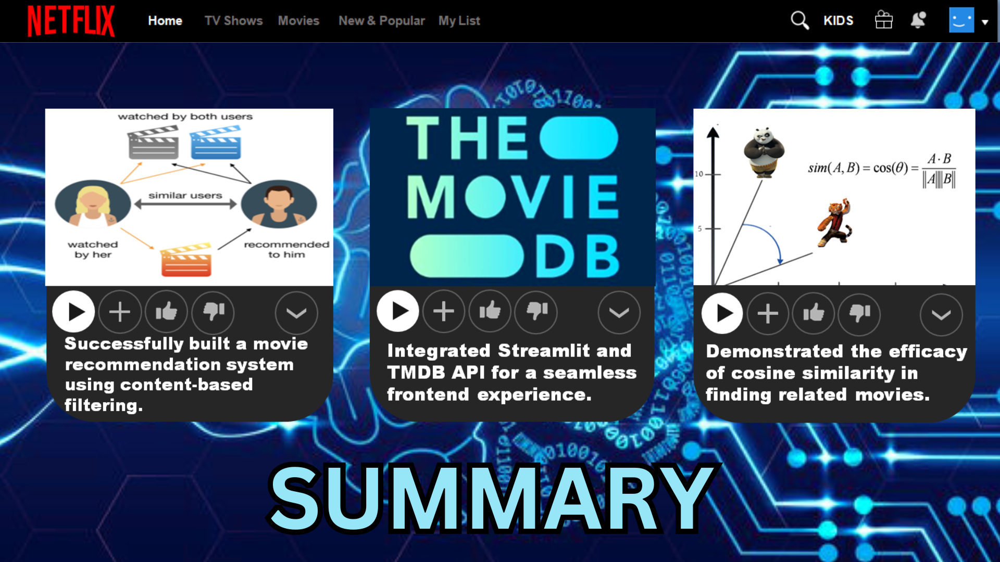 NETFLIX
Home TV Shows Movies New & Popular My List
KIDS
watched by both users
similar users
watched
by her
recommended
to him
Successfully built a movie
recommendation system
using content-based
filtering.
THE
MOVIE
DB
Integrated Streamlit and
TMDB API for a seamless
frontend experience.
10
5
sim(A, B) = cos(θ) = A · B / ‖A‖‖B‖
Demonstrated the efficacy
of cosine similarity in
finding related movies.
SUMMARY